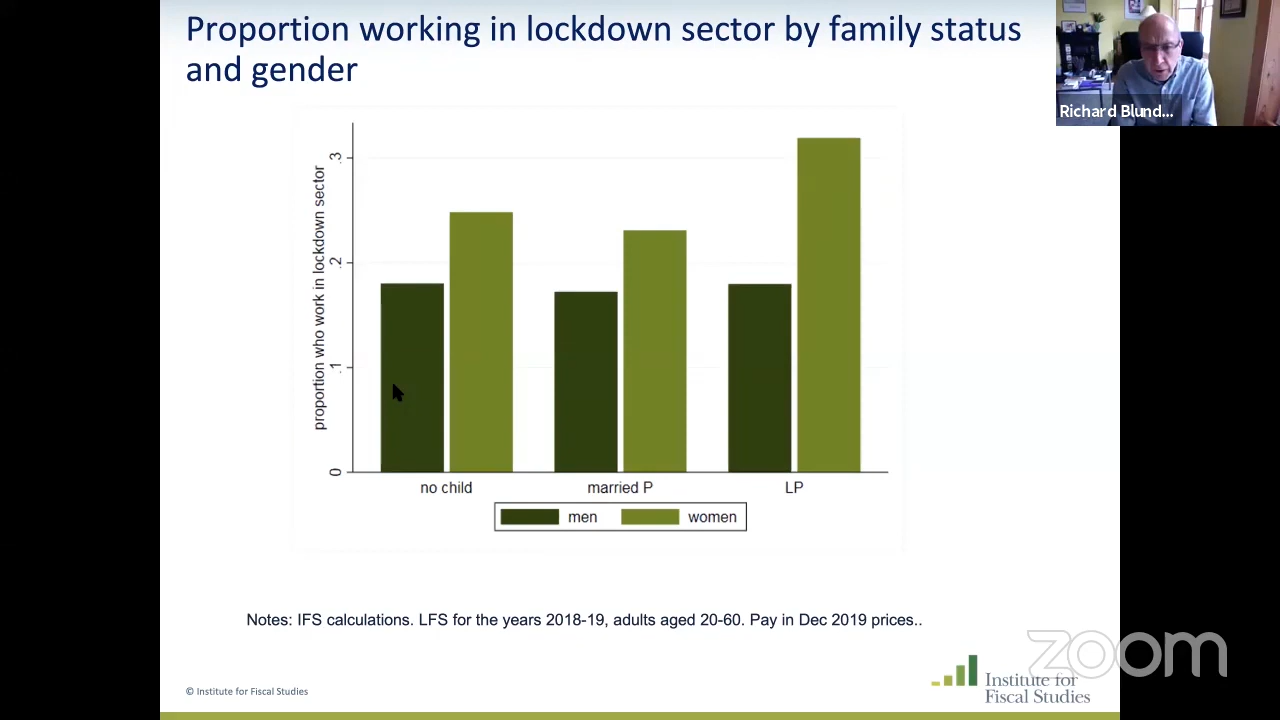 Proportion working in lockdown sector by family status
and gender
Richard Blund...
proportion who work in lockdown sector
.3
.2
.1
0
no child
married P
LP
men
women
Notes: IFS calculations. LFS for the years 2018-19, adults aged 20-60. Pay in Dec 2019 prices..
zoom
Institute for
Fiscal Studies
© Institute for Fiscal Studies